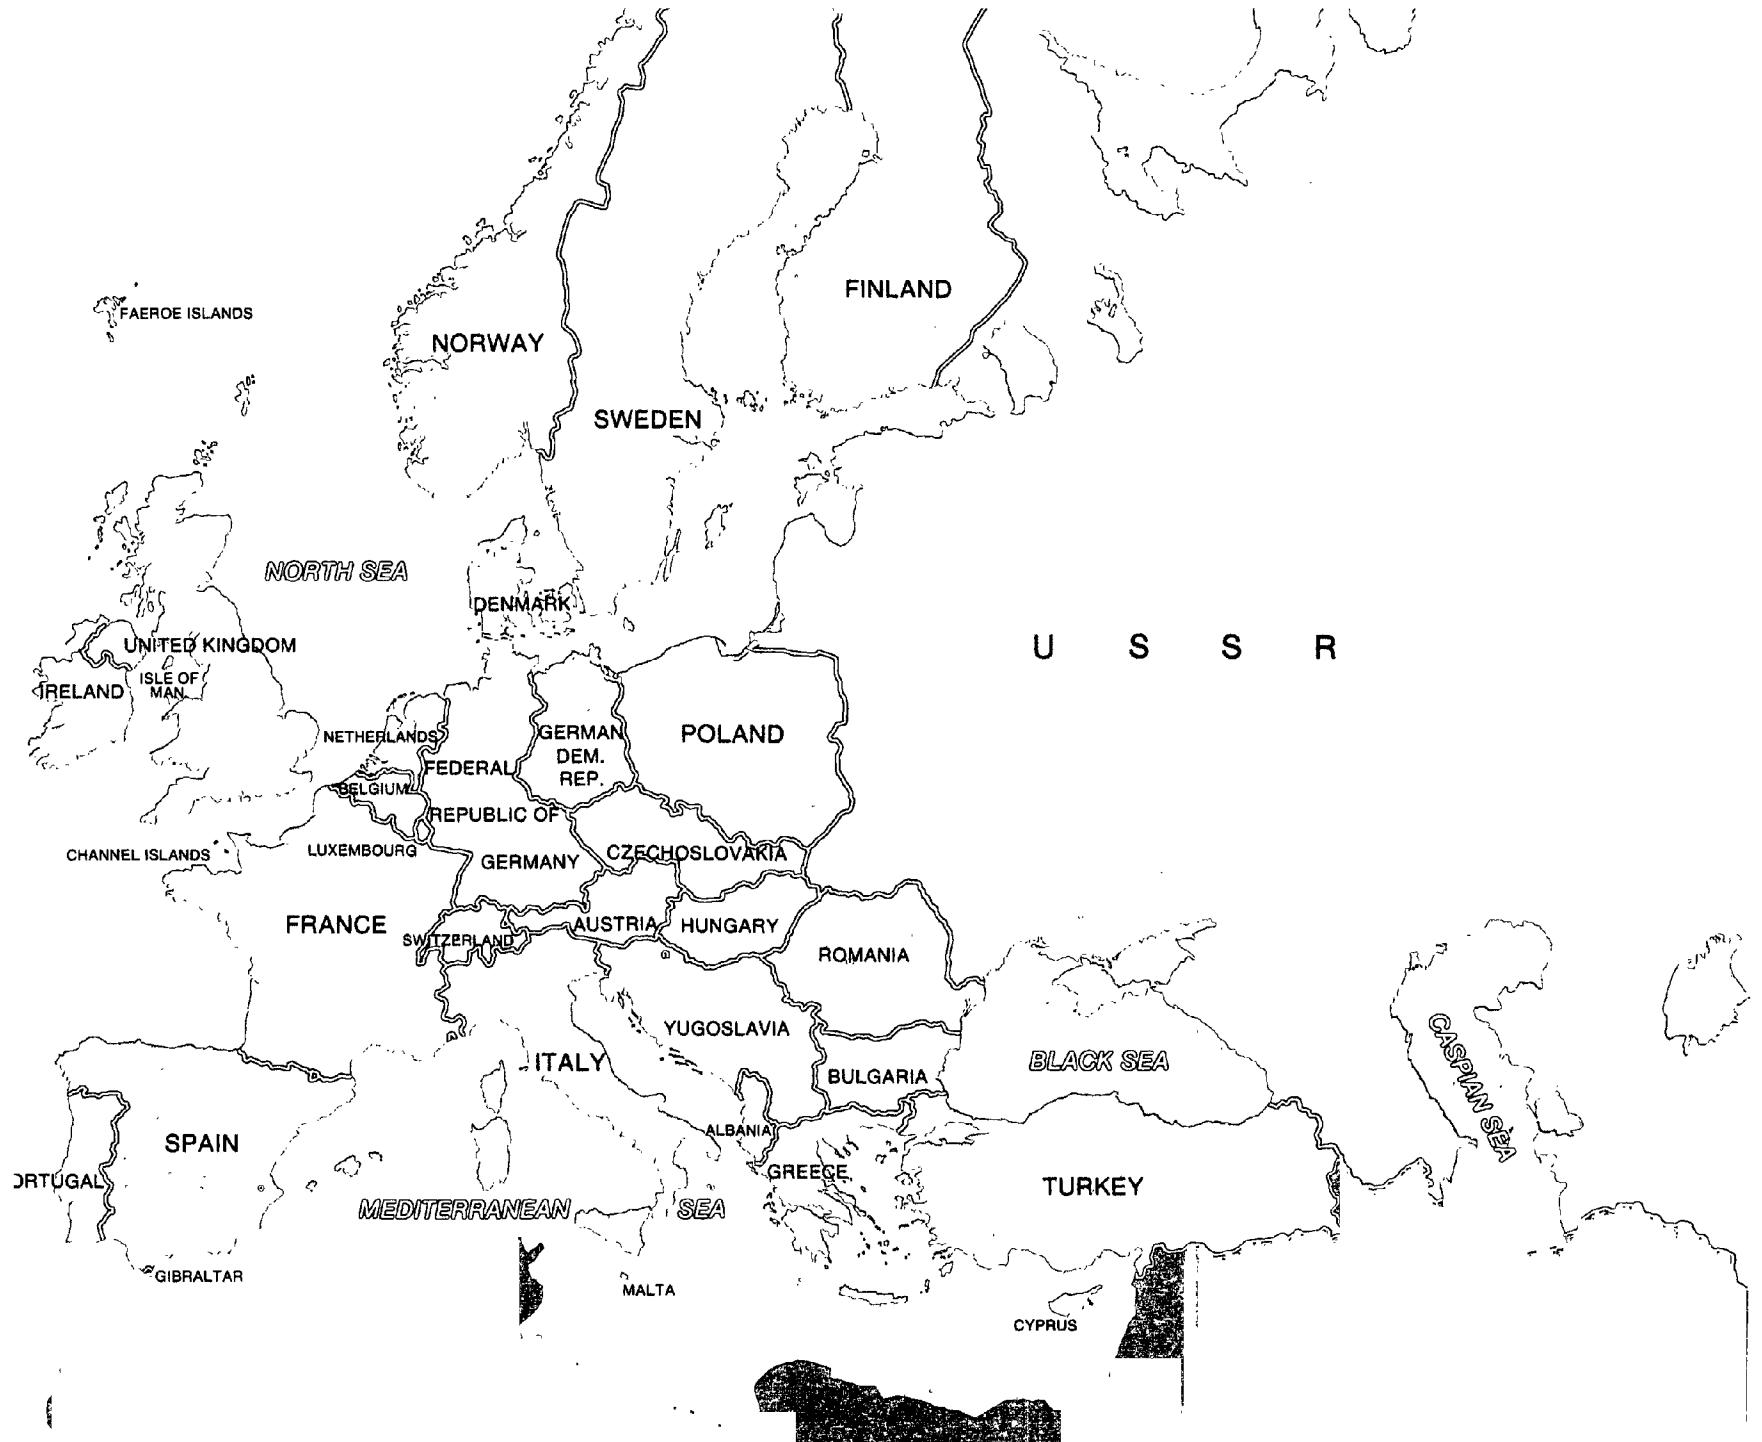 FINLAND
FAEROE ISLANDS
NORWAY
SWEDEN
NORTH SEA
DENMARK
UNITED KINGDOM
U S S R
ISLE OF
MAN
IRELAND
NETHERLANDS
GERMAN
DEM.
REP.
POLAND
FEDERAL
REPUBLIC OF
GERMANY
BELGIUM
LUXEMBOURG
CHANNEL ISLANDS
CZECHOSLOVAKIA
FRANCE
SWITZERLAND
AUSTRIA
HUNGARY
ROMANIA
YUGOSLAVIA
ITALY
BLACK SEA
CASPIAN SEA
BULGARIA
ALBANIA
SPAIN
GREECE
ORTUGAL
TURKEY
MEDITERRANEAN SEA
GIBRALTAR
MALTA
CYPRUS